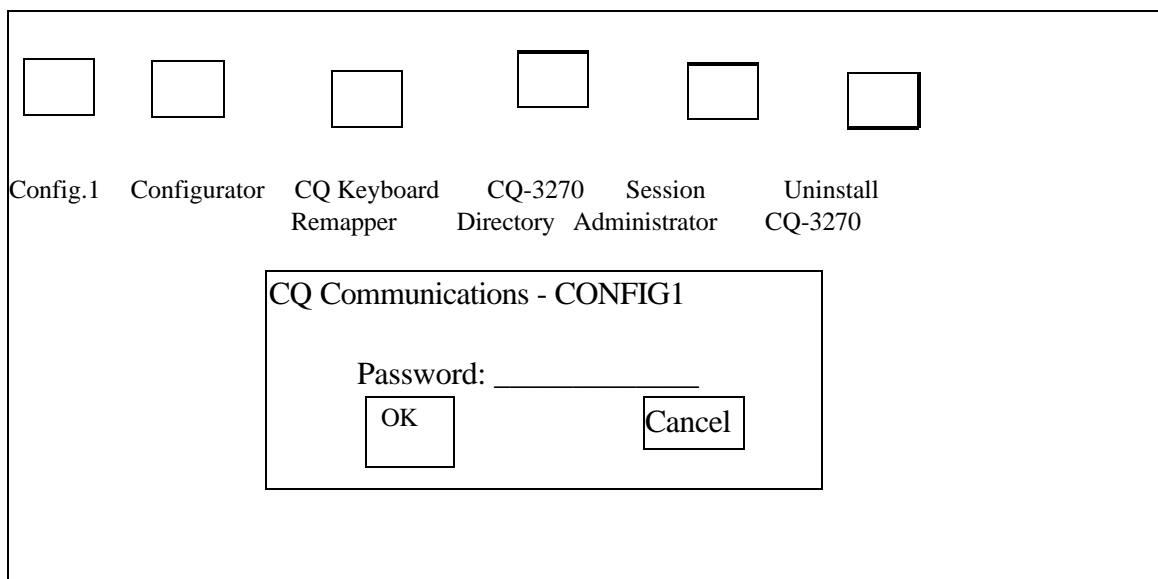 Config.1 Configurator CQ Keyboard CQ-3270 Session Uninstall
Remapper Directory Administrator CQ-3270
CQ Communications - CONFIG1
Password: _____________
OK Cancel